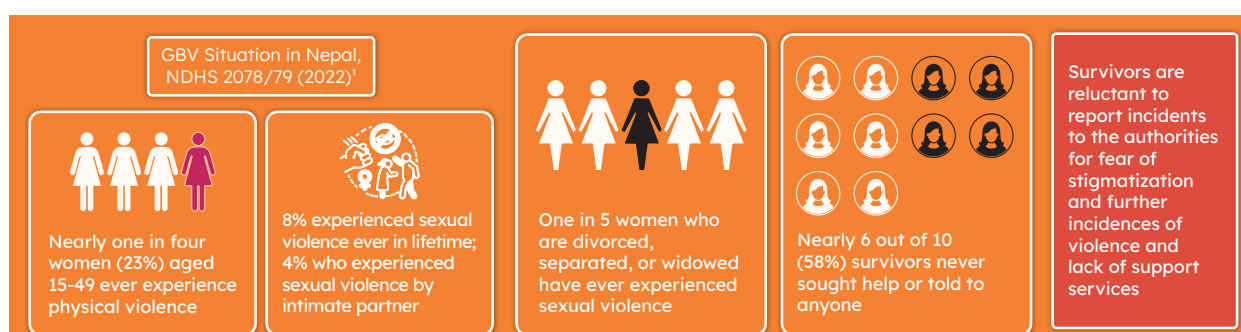 GBV Situation in Nepal,
NDHS 2078/79 (2022)¹
Nearly one in four
women (23%) aged
15-49 ever experience
physical violence
8% experienced sexual
violence ever in lifetime;
4% who experienced
sexual violence by
intimate partner
One in 5 women who
are divorced,
separated, or widowed
have ever experienced
sexual violence
Nearly 6 out of 10
(58%) survivors never
sought help or told to
anyone
Survivors are
reluctant to
report incidents
to the authorities
for fear of
stigmatization
and further
incidences of
violence and
lack of support
services